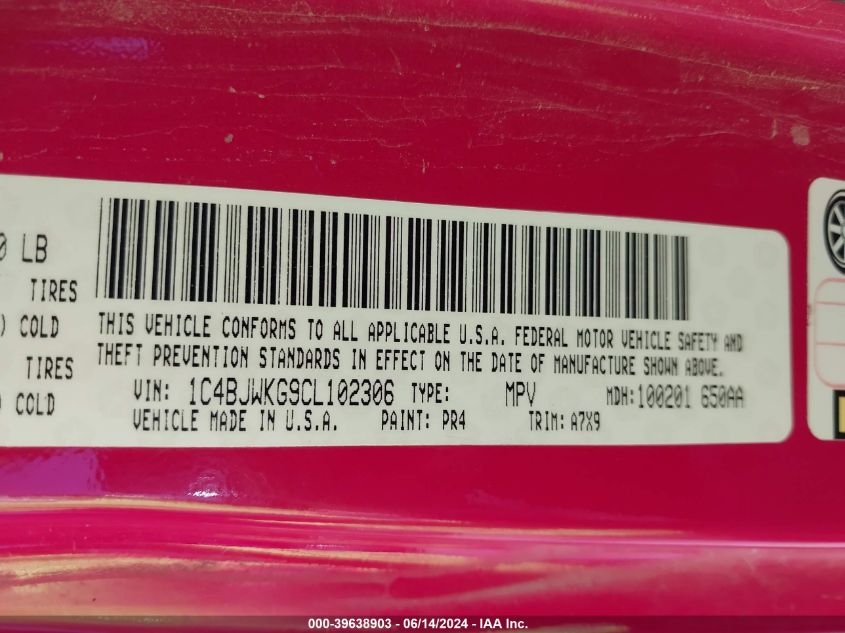 0 LB
TIRES
) COLD
TIRES
) COLD
THIS VEHICLE CONFORMS TO ALL APPLICABLE U.S.A. FEDERAL MOTOR VEHICLE SAFETY AND
THEFT PREVENTION STANDARDS IN EFFECT ON THE DATE OF MANUFACTURE SHOWN ABOVE.
VIN: 1C4BJWKG9CL102306 TYPE: MPV MDH:100201 650AA
VEHICLE MADE IN U.S.A. PAINT: PR4 TRIM: A7X9
000-39638903 - 06/14/2024 - IAA Inc.